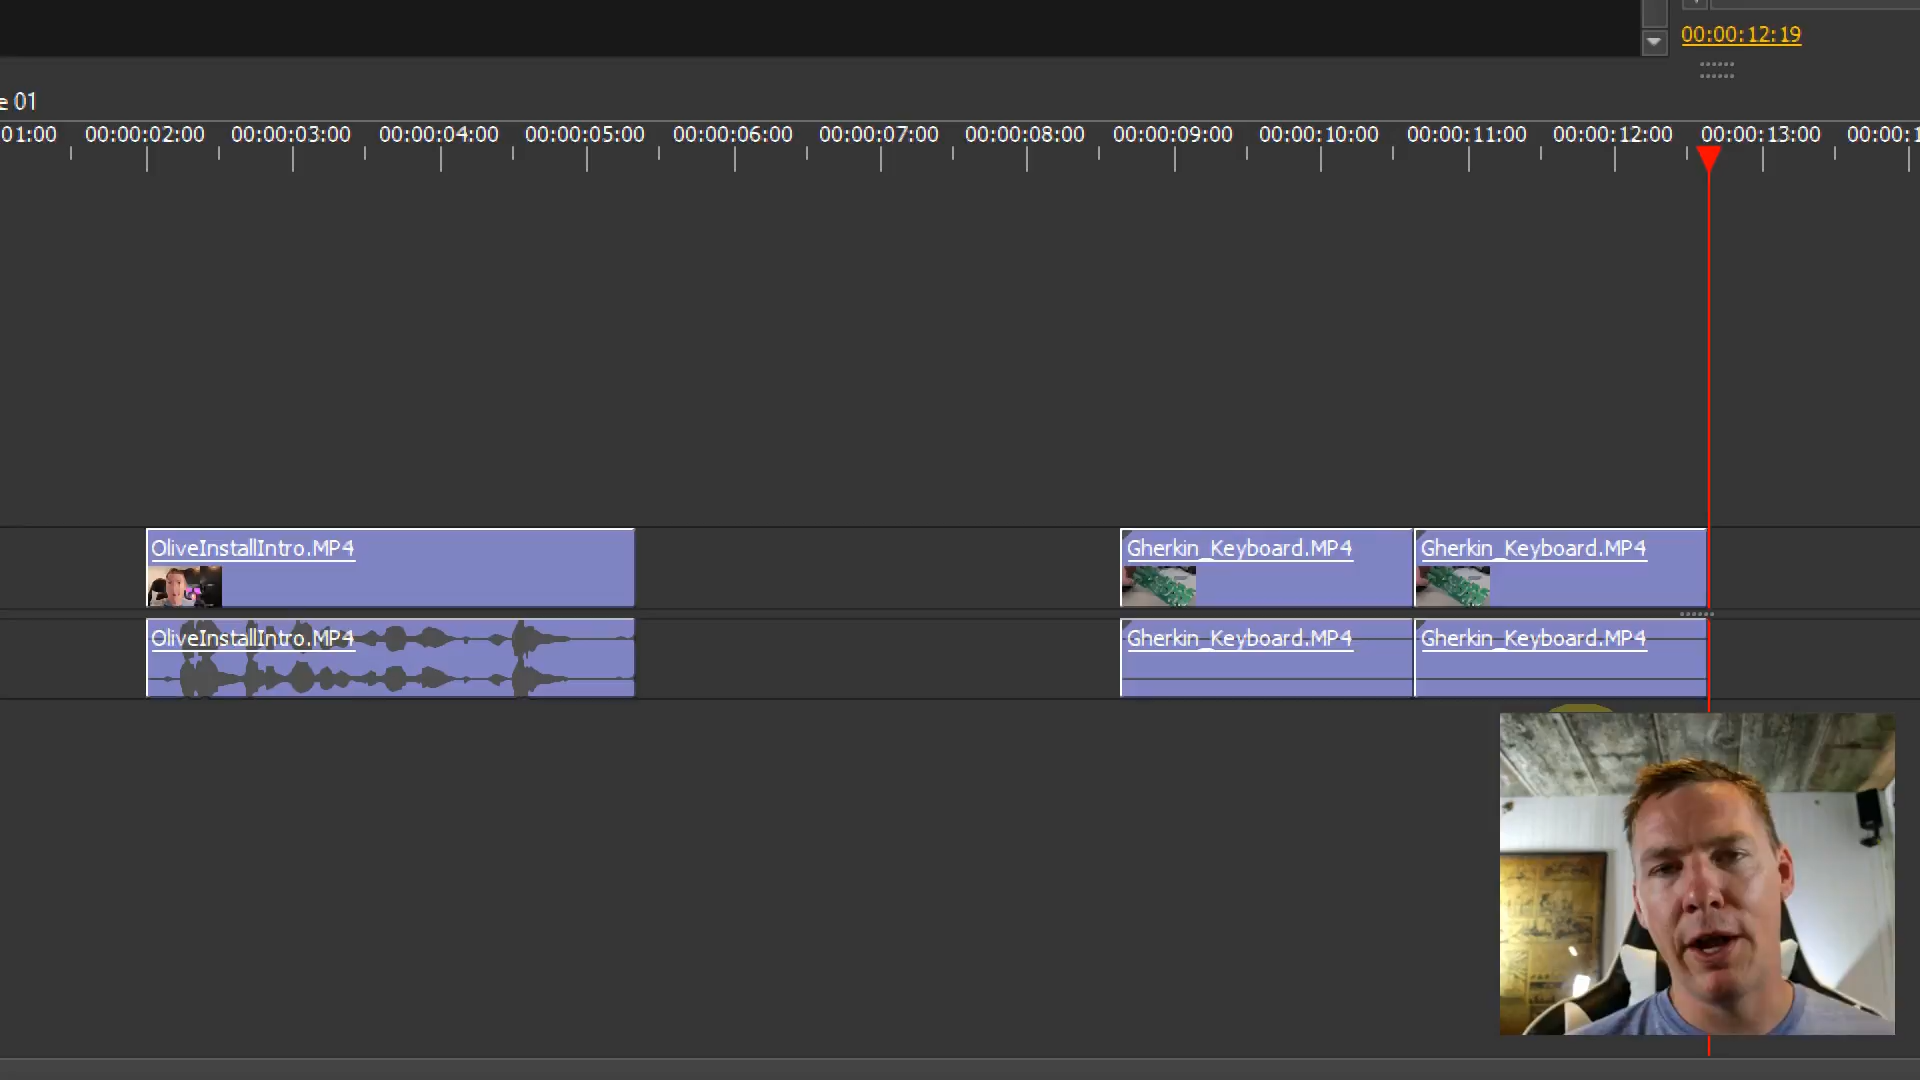 00:00:12:19
e 01
01:00 00:00:02:00 00:00:03:00 00:00:04:00 00:00:05:00 00:00:06:00 00:00:07:00 00:00:08:00 00:00:09:00 00:00:10:00 00:00:11:00 00:00:12:00 00:00:13:00 00:00:1
OliveInstallIntro.MP4 Gherkin_Keyboard.MP4 Gherkin_Keyboard.MP4
OliveInstallIntro.MP4 Gherkin_Keyboard.MP4 Gherkin_Keyboard.MP4